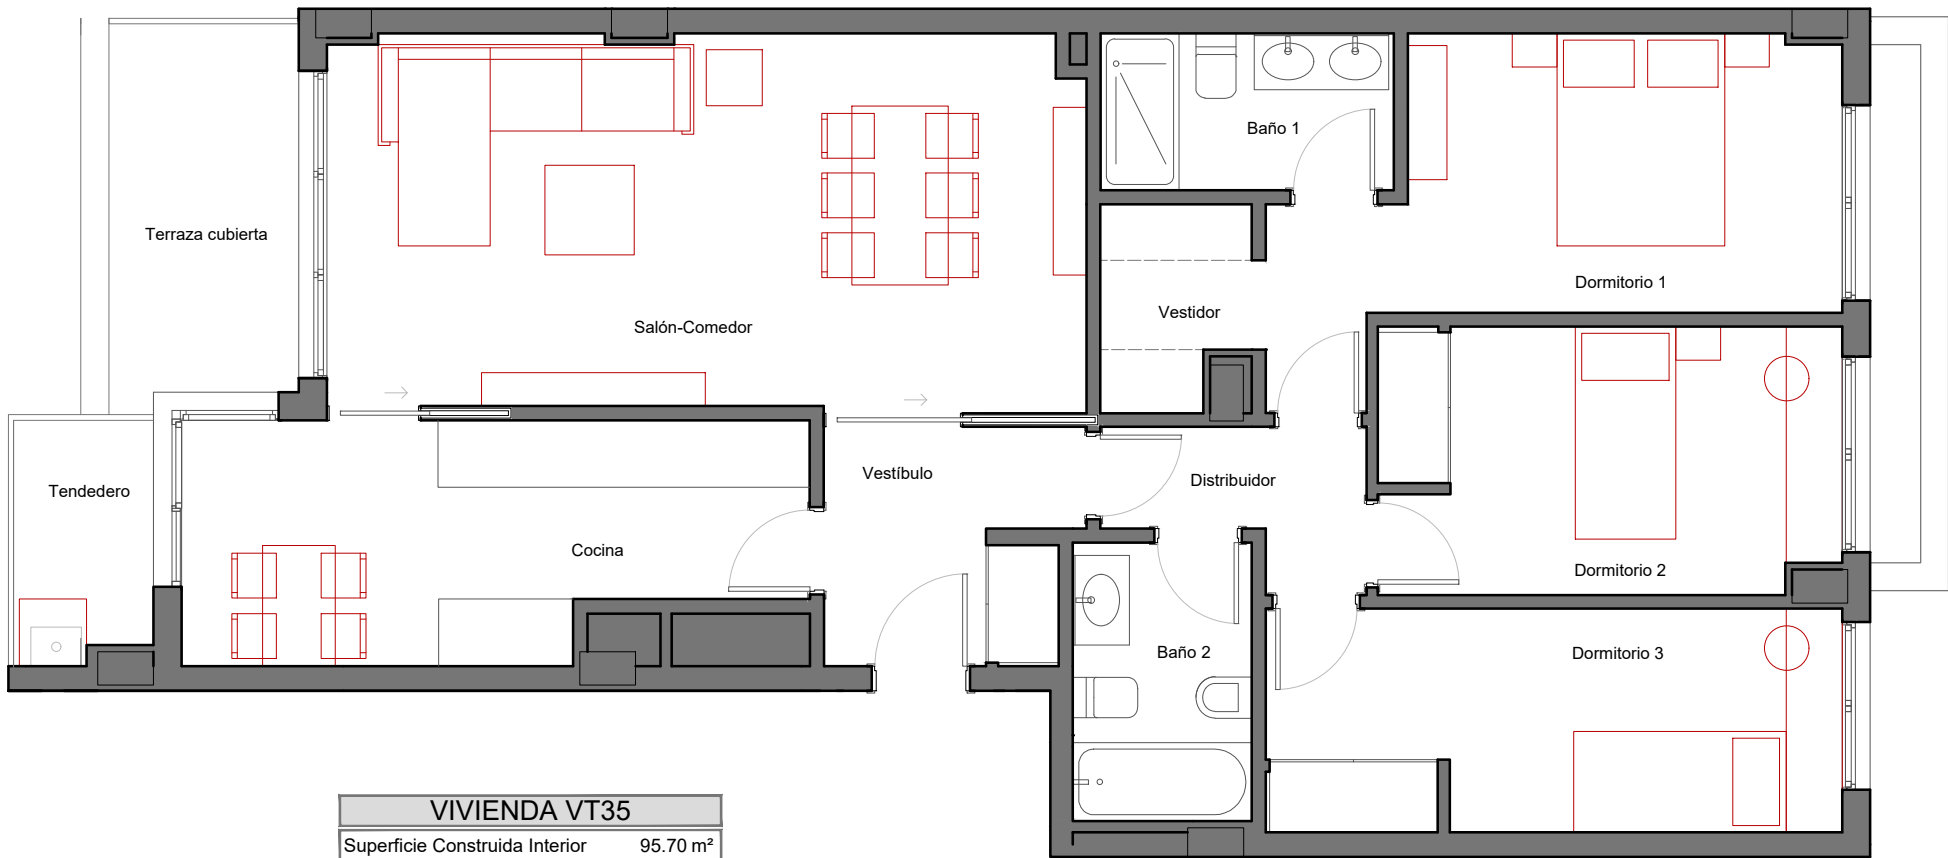 Baño 1
Terraza cubierta
Dormitorio 1
Vestidor
Salón-Comedor
Vestíbulo
Distribuidor
Tendedero
Cocina
Dormitorio 2
Baño 2
Dormitorio 3
VIVIENDA VT35
Superficie Construida Interior 95.70 m²